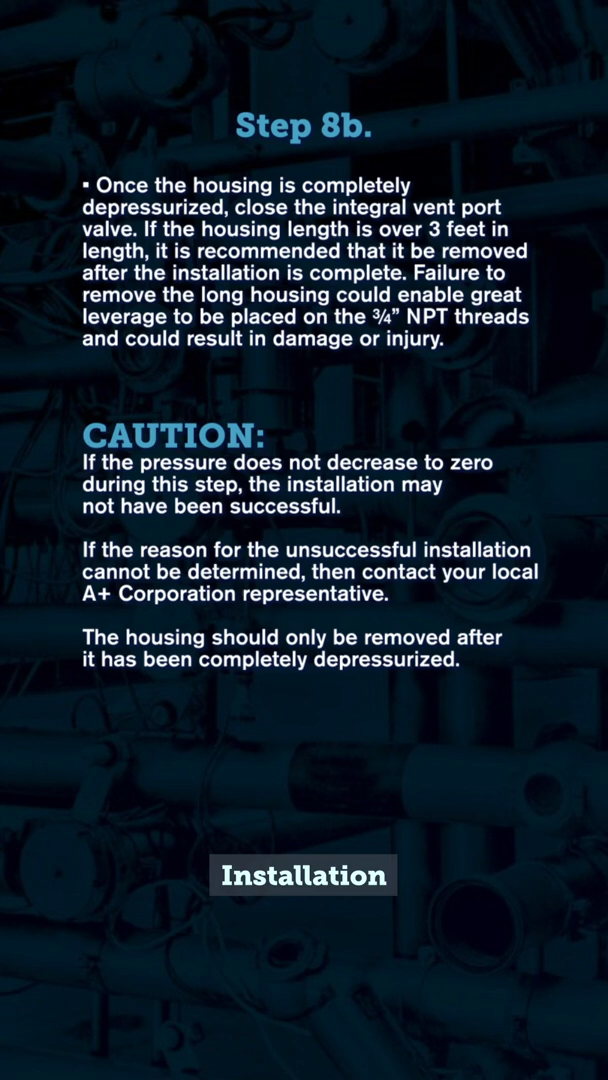 Step 8b.
▪ Once the housing is completely
depressurized, close the integral vent port
valve. If the housing length is over 3 feet in
length, it is recommended that it be removed
after the installation is complete. Failure to
remove the long housing could enable great
leverage to be placed on the ¾” NPT threads
and could result in damage or injury.
CAUTION:
If the pressure does not decrease to zero
during this step, the installation may
not have been successful.
If the reason for the unsuccessful installation
cannot be determined, then contact your local
A+ Corporation representative.
The housing should only be removed after
it has been completely depressurized.
Installation